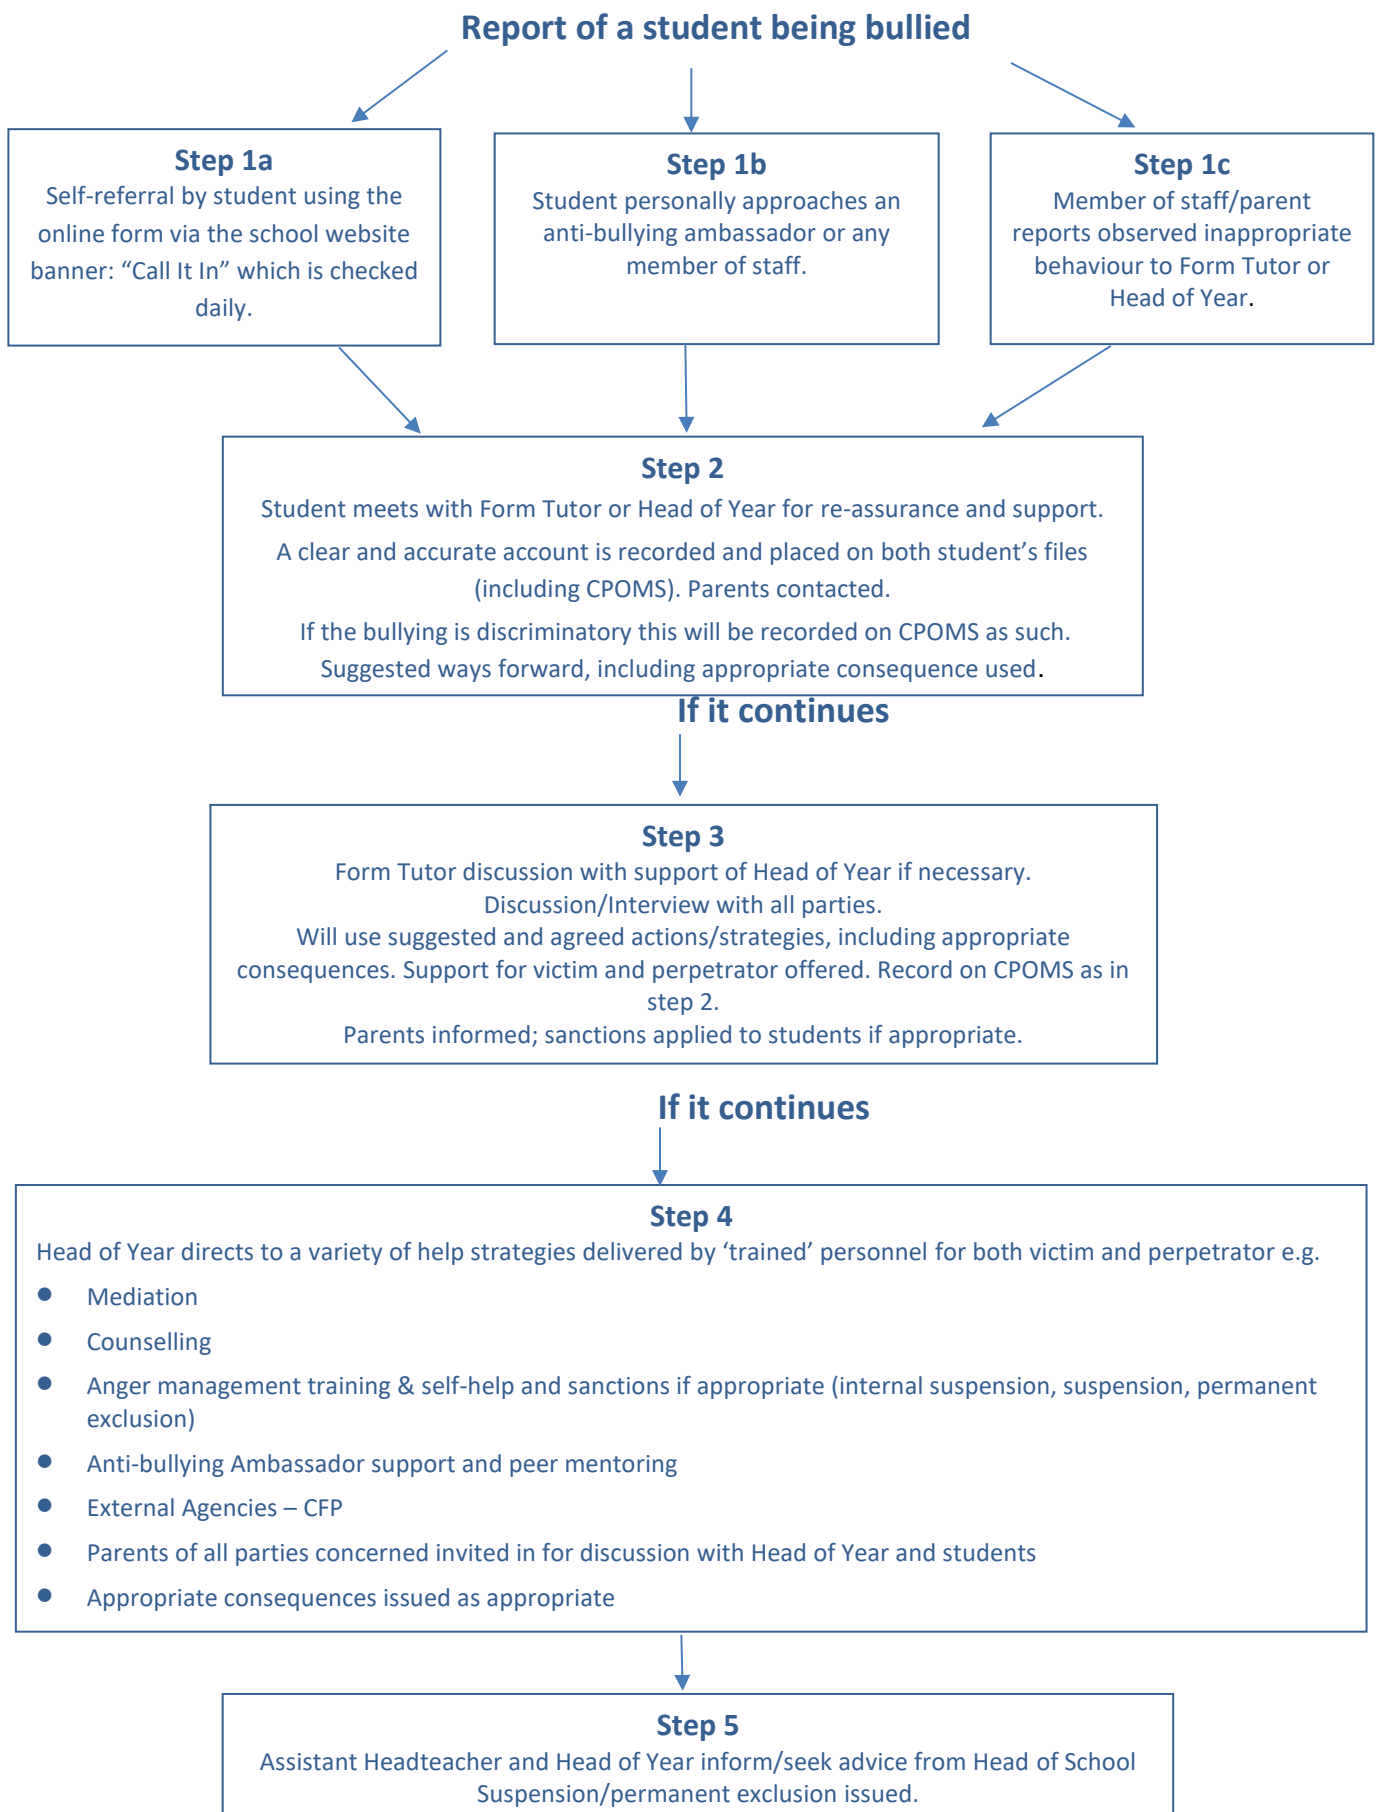 Report of a student being bullied
Step 1a
Self-referral by student using the
online form via the school website
banner: “Call It In” which is checked
daily.
Step 1b
Student personally approaches an
anti-bullying ambassador or any
member of staff.
Step 1c
Member of staff/parent
reports observed inappropriate
behaviour to Form Tutor or
Head of Year.
Step 2
Student meets with Form Tutor or Head of Year for re-assurance and support.
A clear and accurate account is recorded and placed on both student’s files
(including CPOMS). Parents contacted.
If the bullying is discriminatory this will be recorded on CPOMS as such.
Suggested ways forward, including appropriate consequence used.
If it continues
Step 3
Form Tutor discussion with support of Head of Year if necessary.
Discussion/Interview with all parties.
Will use suggested and agreed actions/strategies, including appropriate
consequences. Support for victim and perpetrator offered. Record on CPOMS as in
step 2.
Parents informed; sanctions applied to students if appropriate.
If it continues
Step 4
Head of Year directs to a variety of help strategies delivered by ‘trained’ personnel for both victim and perpetrator e.g.
● Mediation
● Counselling
● Anger management training & self-help and sanctions if appropriate (internal suspension, suspension, permanent
exclusion)
● Anti-bullying Ambassador support and peer mentoring
● External Agencies – CFP
● Parents of all parties concerned invited in for discussion with Head of Year and students
● Appropriate consequences issued as appropriate
Step 5
Assistant Headteacher and Head of Year inform/seek advice from Head of School
Suspension/permanent exclusion issued.